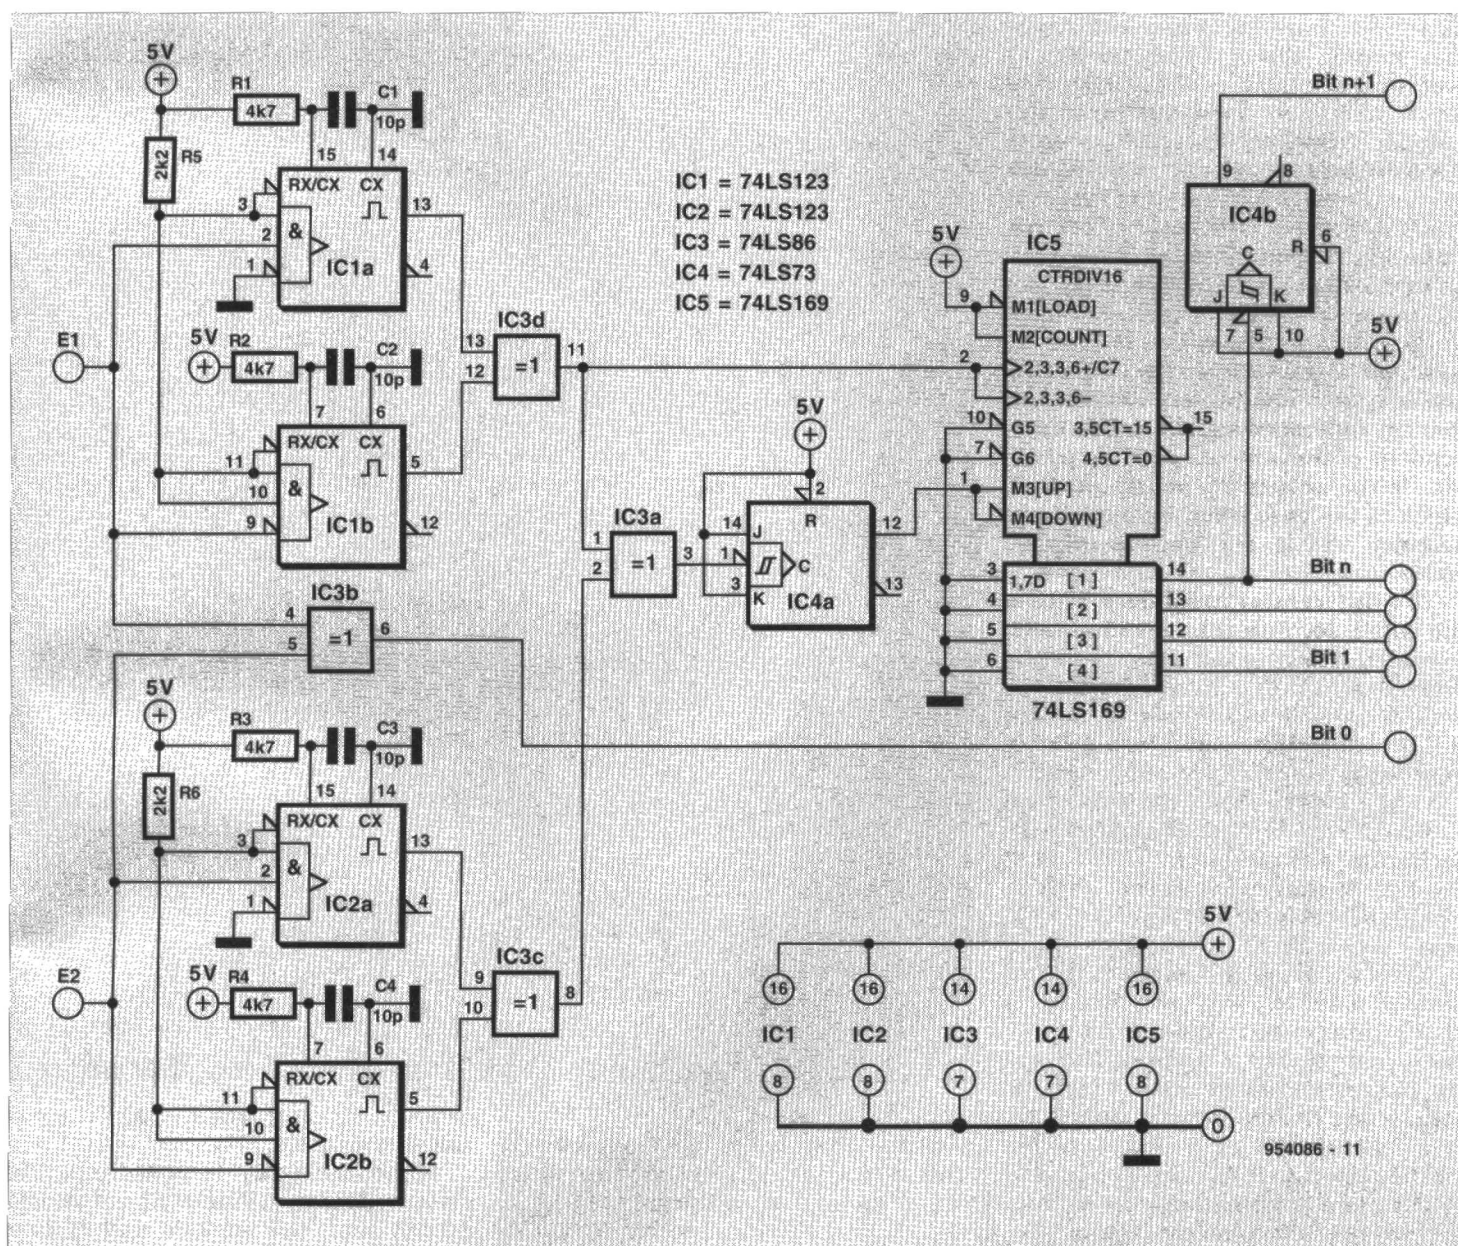 5V
R1
4k7
C1
10p
R5
2k2
15
14
RX/CX
CX
3
&
2
1
13
4
IC1a
E1
5V
R2
4k7
C2
10p
7
6
RX/CX
CX
11
&
10
9
5
12
IC1b
IC3d
13
12
=1
11
IC1 = 74LS123
IC2 = 74LS123
IC3 = 74LS86
IC4 = 74LS73
IC5 = 74LS169
IC3b
4
5
=1
6
IC3a
1
2
=1
3
5V
2
R
14
J
1
C
3
K
12
13
IC4a
5V
IC5
CTRDIV16
9
M1[LOAD]
M2[COUNT]
2
2,3,3,6+/C7
2,3,3,6–
10
G5
3,5CT=15
15
7
G6
4,5CT=0
1
M3[UP]
M4[DOWN]
3
1,7D
[1]
14
4
[2]
13
5
[3]
12
6
[4]
11
74LS169
Bit n+1
9
8
IC4b
C
R
6
J
K
7
5
10
5V
Bit n
Bit 1
Bit 0
5V
R3
4k7
C3
10p
R6
2k2
15
14
RX/CX
CX
3
&
2
1
13
4
IC2a
E2
5V
R4
4k7
C4
10p
7
6
RX/CX
CX
11
&
10
9
5
12
IC2b
IC3c
9
10
=1
8
5V
16
16
14
14
16
IC1
IC2
IC3
IC4
IC5
8
8
7
7
8
0
954086 - 11